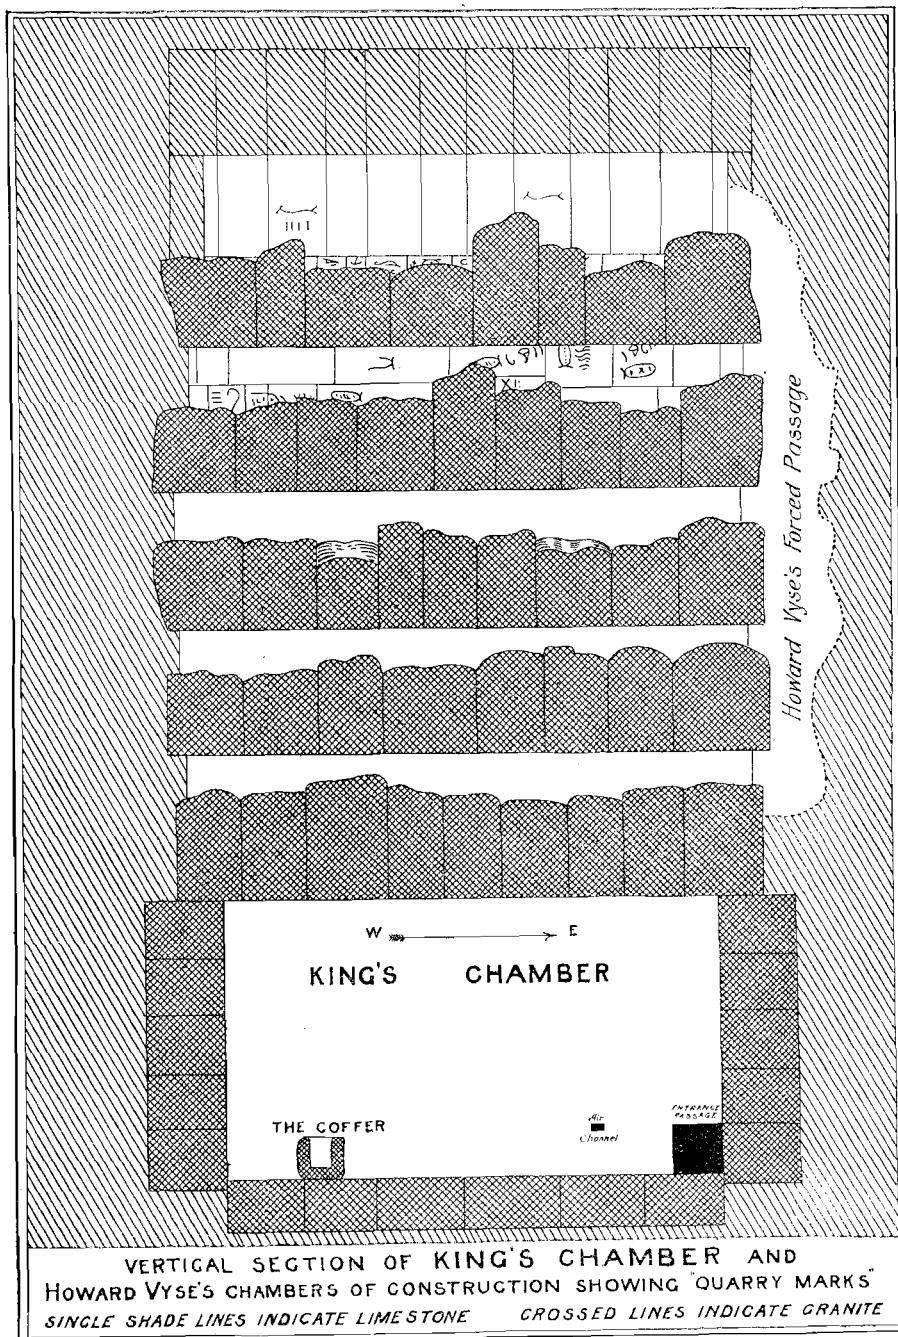 Howard Vyse's Forced Passage
W E
KING'S CHAMBER
THE COFFER
Air
Channel
ENTRANCE
PASSAGE
VERTICAL SECTION OF KING'S CHAMBER AND
HOWARD VYSE'S CHAMBERS OF CONSTRUCTION SHOWING "QUARRY MARKS"
SINGLE SHADE LINES INDICATE LIMESTONE CROSSED LINES INDICATE GRANITE